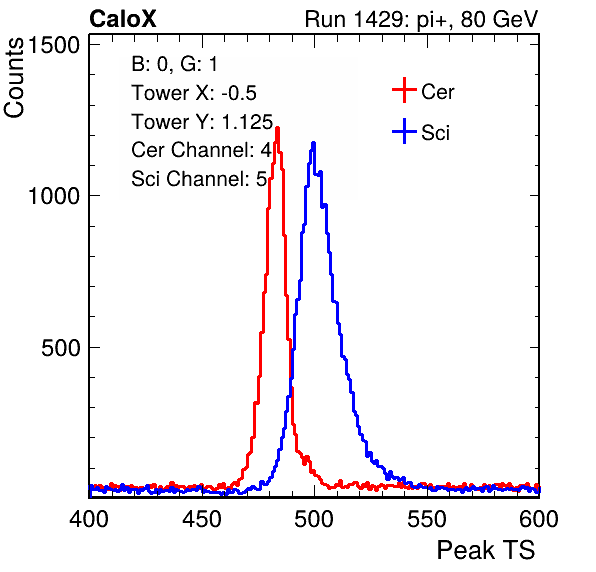 CaloX Run 1429: pi+, 80 GeV
Counts
1500
1000
500
B: 0, G: 1
Tower X: -0.5
Tower Y: 1.125
Cer Channel: 4
Sci Channel: 5
Cer
Sci
400 450 500 550 600
Peak TS